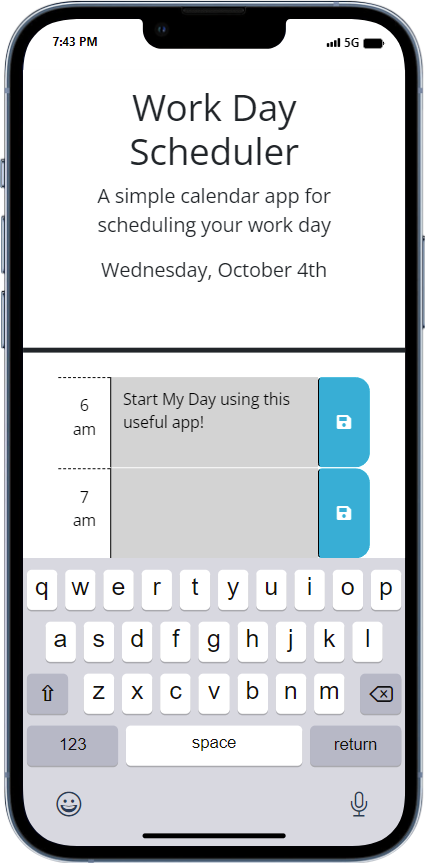 7:43 PM 5G
Work Day
Scheduler
A simple calendar app for
scheduling your work day
Wednesday, October 4th
6
am
Start My Day using this
useful app!
7
am
q w e r t y u i o p
a s d f g h j k l
z x c v b n m
123 space return